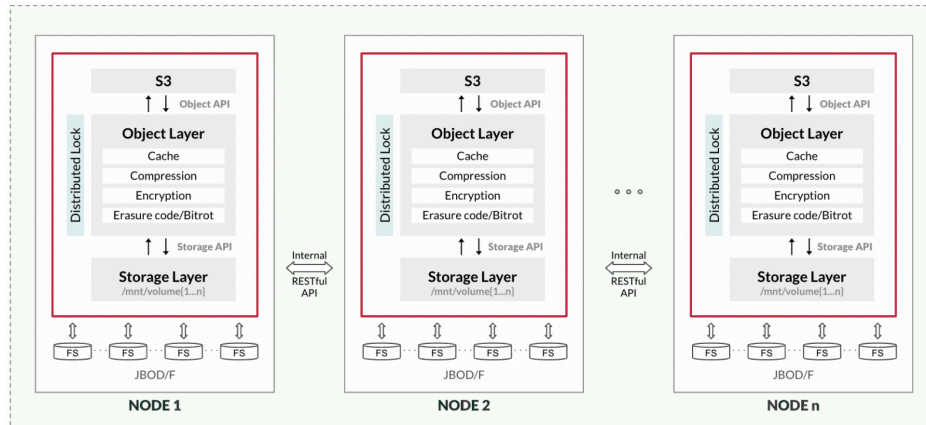 S3
Object API
Distributed Lock
Object Layer
Cache
Compression
Encryption
Erasure code/Bitrot
Storage API
Storage Layer
/mnt/volume{1...n}
FS FS FS FS
JBOD/F
NODE 1
Internal
RESTful
API
S3
Object API
Distributed Lock
Object Layer
Cache
Compression
Encryption
Erasure code/Bitrot
Storage API
Storage Layer
/mnt/volume{1...n}
FS FS FS FS
JBOD/F
NODE 2
Internal
RESTful
API
S3
Object API
Distributed Lock
Object Layer
Cache
Compression
Encryption
Erasure code/Bitrot
Storage API
Storage Layer
/mnt/volume{1...n}
FS FS FS FS
JBOD/F
NODE n